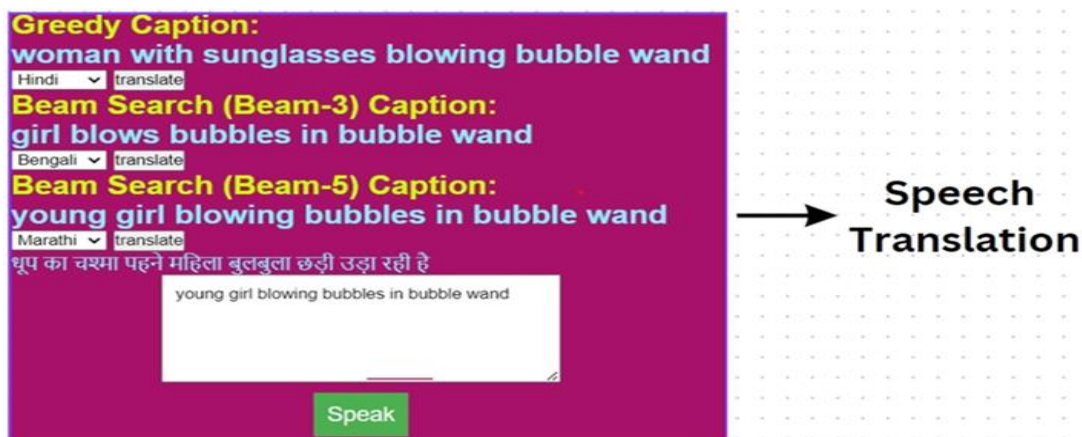 Greedy Caption:
woman with sunglasses blowing bubble wand
Hindi translate
Beam Search (Beam-3) Caption:
girl blows bubbles in bubble wand
Bengali translate
Beam Search (Beam-5) Caption:
young girl blowing bubbles in bubble wand
Marathi translate
धूप का चश्मा पहने महिला बुलबुला छड़ी उड़ा रही है
young girl blowing bubbles in bubble wand
Speak
Speech
Translation